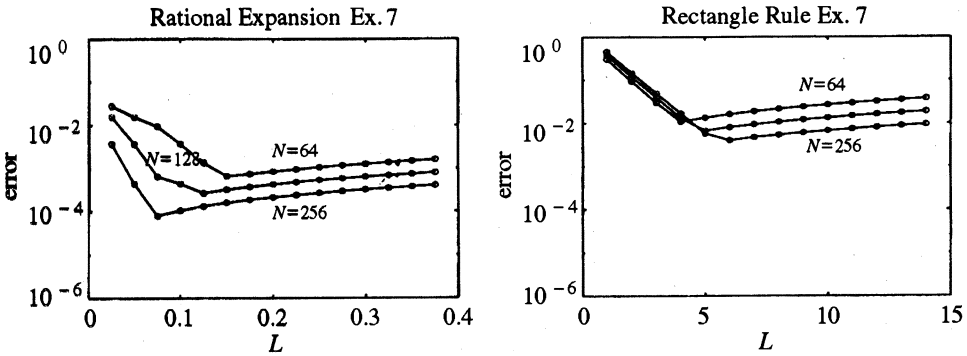 Rational Expansion Ex. 7
error
10 0
10 −2
10 −4
10 −6
N=64
N=128
N=256
0
0.1
0.2
0.3
0.4
L
Rectangle Rule Ex. 7
error
10 0
10 −2
10 −4
10 −6
N=64
N=256
0
5
10
15
L